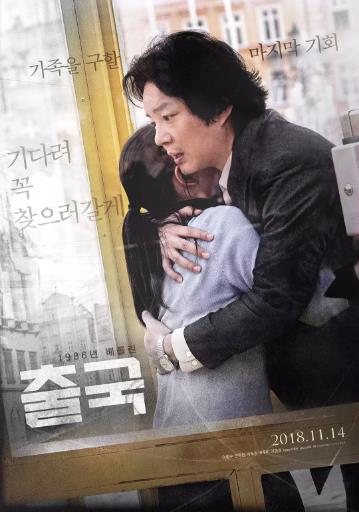 가족을 구할
마지막 기회
기다려
꼭
찾으러갈게
1986년 베를린
출국
2018.11.14